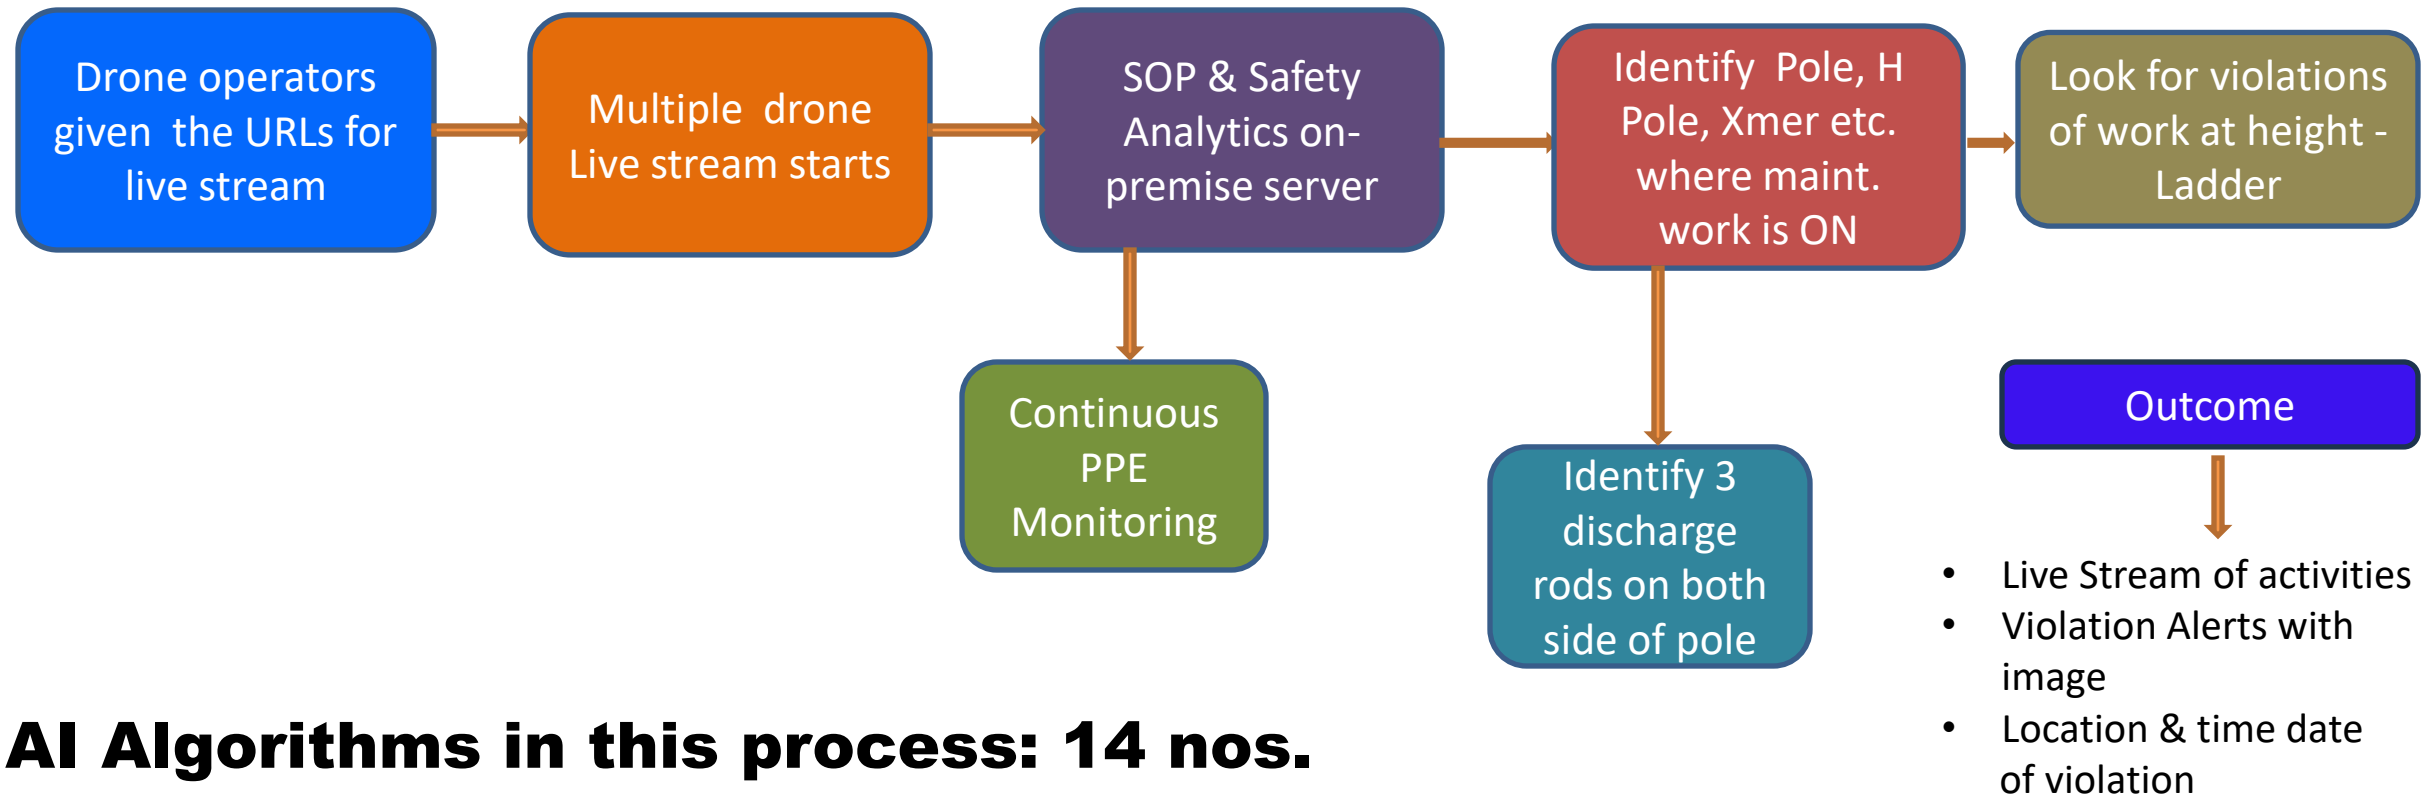 Drone operators
given the URLs for
live stream
Multiple drone
Live stream starts
SOP & Safety
Analytics on-
premise server
Identify Pole, H
Pole, Xmer etc.
where maint.
work is ON
Look for violations
of work at height -
Ladder
Continuous
PPE
Monitoring
Identify 3
discharge
rods on both
side of pole
Outcome
• Live Stream of activities
• Violation Alerts with
image
• Location & time date
of violation
AI Algorithms in this process: 14 nos.